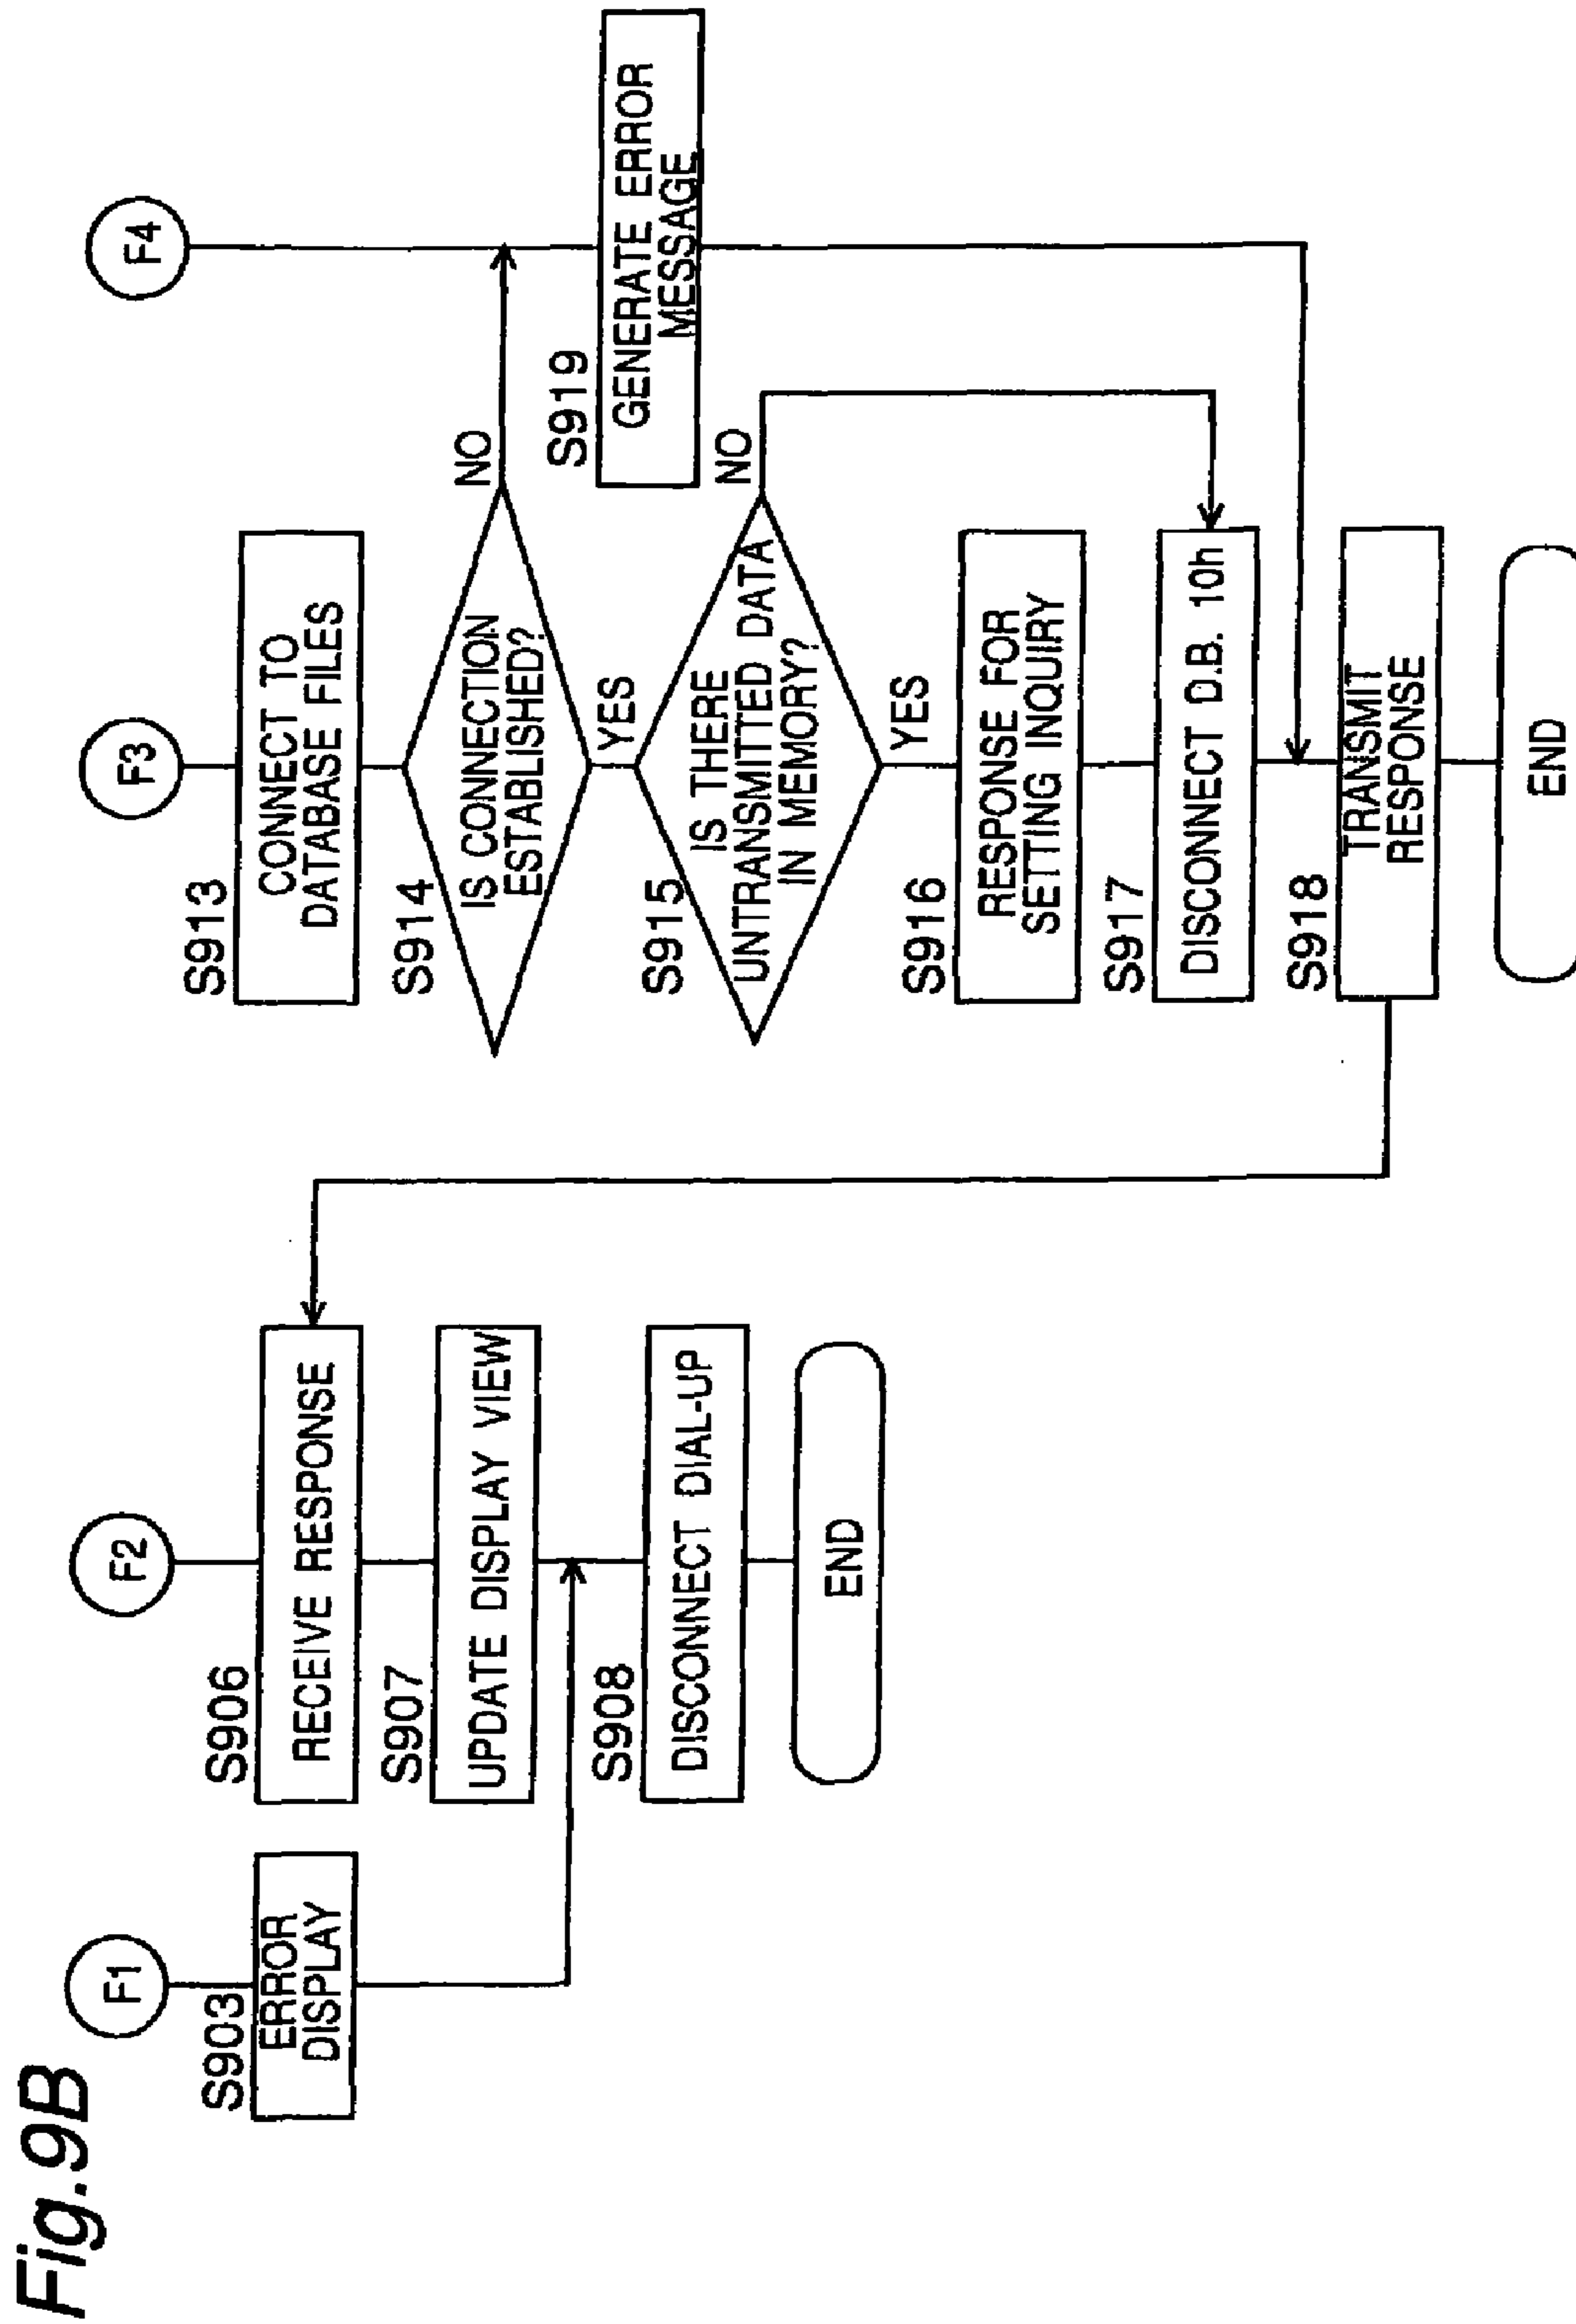 Fig.9B
F1
S903
ERROR
DISPLAY
F2
S906
RECEIVE RESPONSE
S907
UPDATE DISPLAY VIEW
S908
DISCONNECT DIAL-UP
END
F3
S913
CONNECT TO
DATABASE FILES
S914
IS CONNECTION
ESTABLISHED?
NO
YES
S915
IS THERE
UNTRANSMITTED DATA
IN MEMORY?
NO
YES
S916
RESPONSE FOR
SETTING INQUIRY
S917
DISCONNECT D.B. 10h
S918
TRANSMIT
RESPONSE
END
F4
S919
GENERATE ERROR
MESSAGE